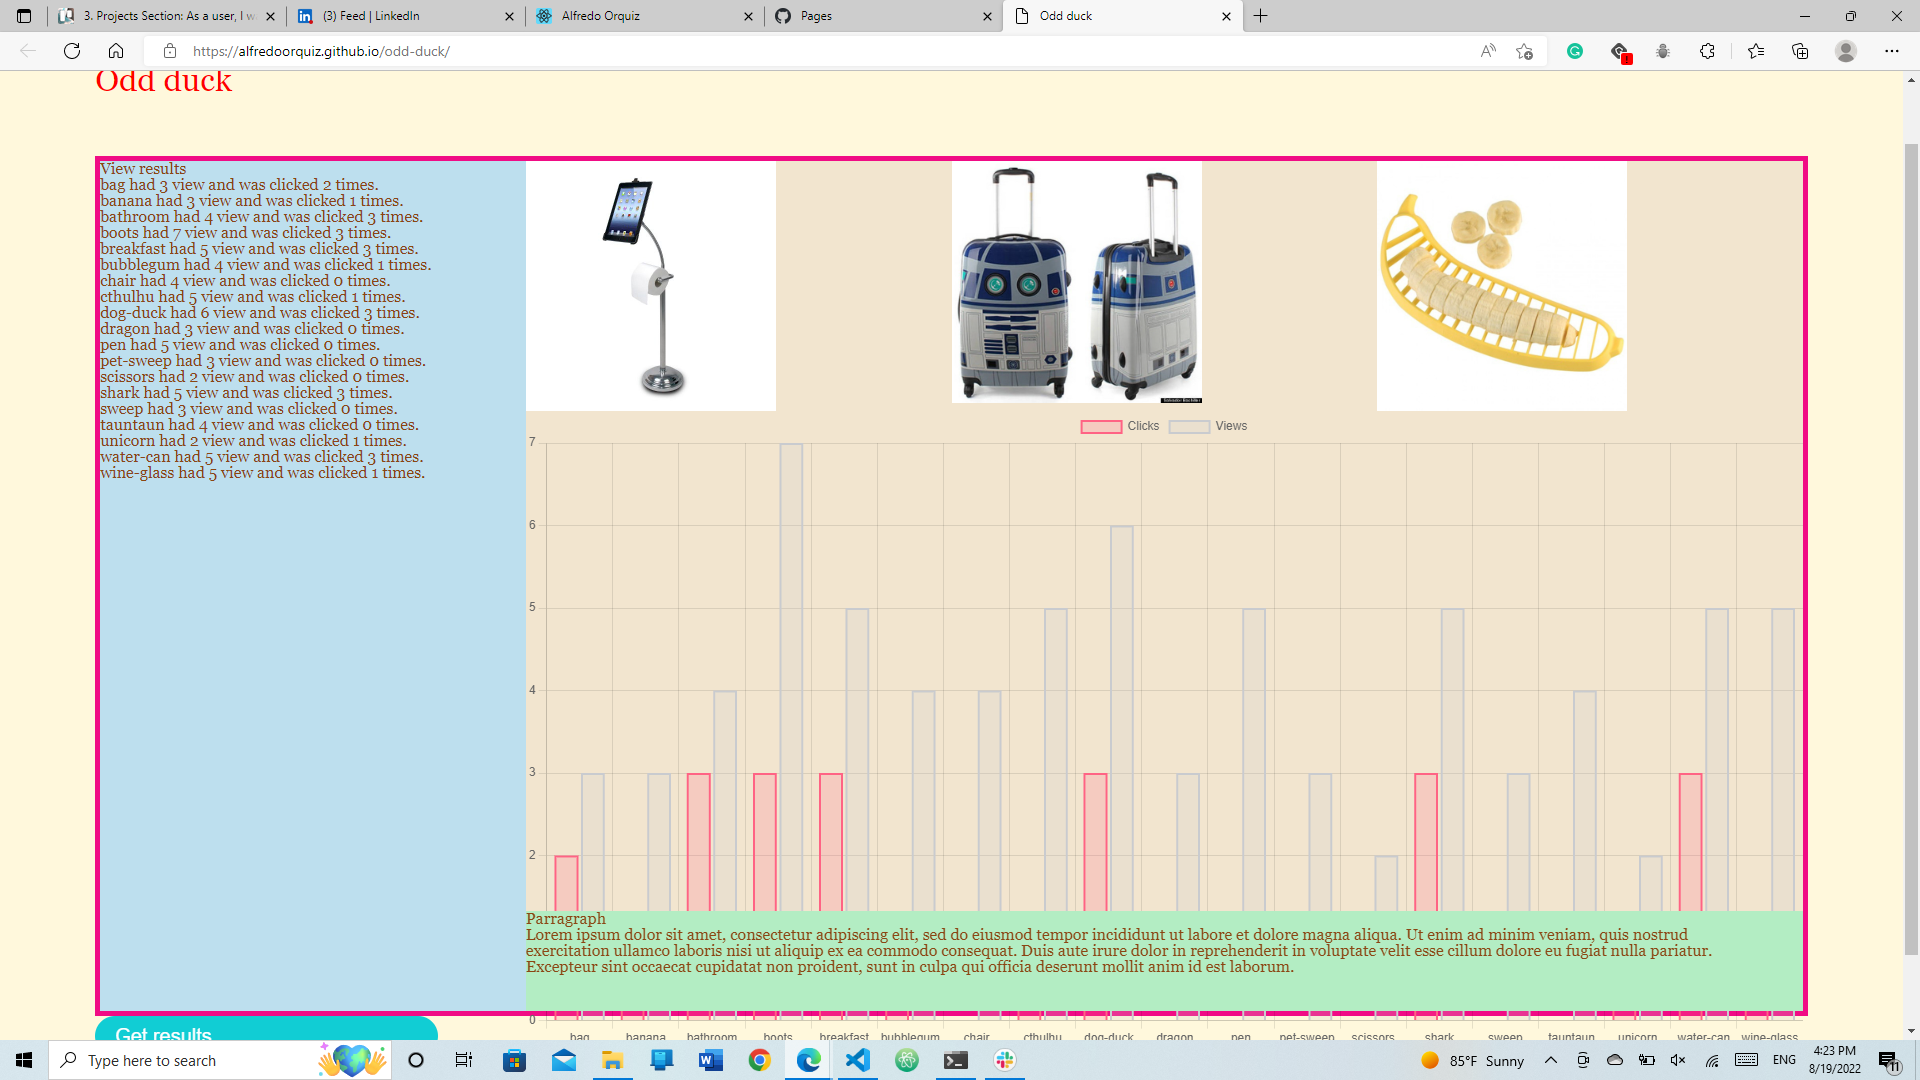 3. Projects Section: As a user, I w
(3) Feed | LinkedIn
Alfredo Orquiz
Pages
Odd duck
https://alfredoorquiz.github.io/odd-duck/
Odd duck
View results
bag had 3 view and was clicked 2 times.
banana had 3 view and was clicked 1 times.
bathroom had 4 view and was clicked 3 times.
boots had 7 view and was clicked 3 times.
breakfast had 5 view and was clicked 3 times.
bubblegum had 4 view and was clicked 1 times.
chair had 4 view and was clicked 0 times.
cthulhu had 5 view and was clicked 1 times.
dog-duck had 6 view and was clicked 3 times.
dragon had 3 view and was clicked 0 times.
pen had 5 view and was clicked 0 times.
pet-sweep had 3 view and was clicked 0 times.
scissors had 2 view and was clicked 0 times.
shark had 5 view and was clicked 3 times.
sweep had 3 view and was clicked 0 times.
tauntaun had 4 view and was clicked 0 times.
unicorn had 2 view and was clicked 1 times.
water-can had 5 view and was clicked 3 times.
wine-glass had 5 view and was clicked 1 times.
Clicks Views
7
6
5
4
3
2
Parragraph
Lorem ipsum dolor sit amet, consectetur adipiscing elit, sed do eiusmod tempor incididunt ut labore et dolore magna aliqua. Ut enim ad minim veniam, quis nostrud
exercitation ullamco laboris nisi ut aliquip ex ea commodo consequat. Duis aute irure dolor in reprehenderit in voluptate velit esse cillum dolore eu fugiat nulla pariatur.
Excepteur sint occaecat cupidatat non proident, sunt in culpa qui officia deserunt mollit anim id est laborum.
0
bag banana bathroom boots breakfast bubblegum chair cthulhu dog-duck dragon pen pet-sweep scissors shark sweep tauntaun unicorn water-can wine-glass
Get results
Type here to search
85°F Sunny
ENG
4:23 PM
8/19/2022
11